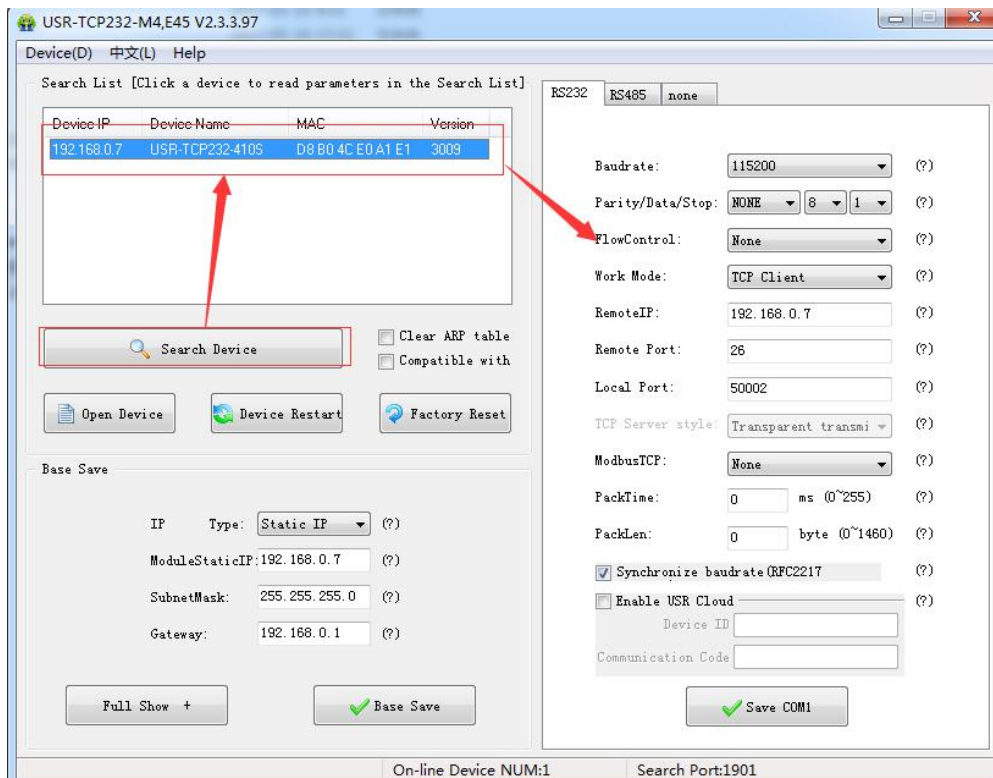 USR-TCP232-M4,E45 V2.3.3.97
Device(D) 中文(L) Help
Search List [Click a device to read parameters in the Search List]
Device IP Device Name MAC Version
192.168.0.7 USR-TCP232-410S D8 B0 4C E0 A1 E1 3009
Search Device
Clear ARP table
Compatible with
Open Device
Device Restart
Factory Reset
Base Save
IP Type: Static IP (?)
ModuleStaticIP: 192.168.0.7 (?)
SubnetMask: 255.255.255.0 (?)
Gateway: 192.168.0.1 (?)
Full Show +
Base Save
RS232 RS485 none
Baudrate: 115200 (?)
Parity/Data/Stop: NONE 8 1 (?)
FlowControl: None (?)
Work Mode: TCP Client (?)
RemoteIP: 192.168.0.7 (?)
Remote Port: 26 (?)
Local Port: 50002 (?)
TCP Server style: Transparent transmi (?)
ModbusTCP: None (?)
PackTime: 0 ms (0~255) (?)
PackLen: 0 byte (0~1460) (?)
Synchronize baudrate(RFC2217 (?)
Enable USR Cloud (?)
Device ID
Communication Code
Save COM1
On-line Device NUM:1 Search Port:1901